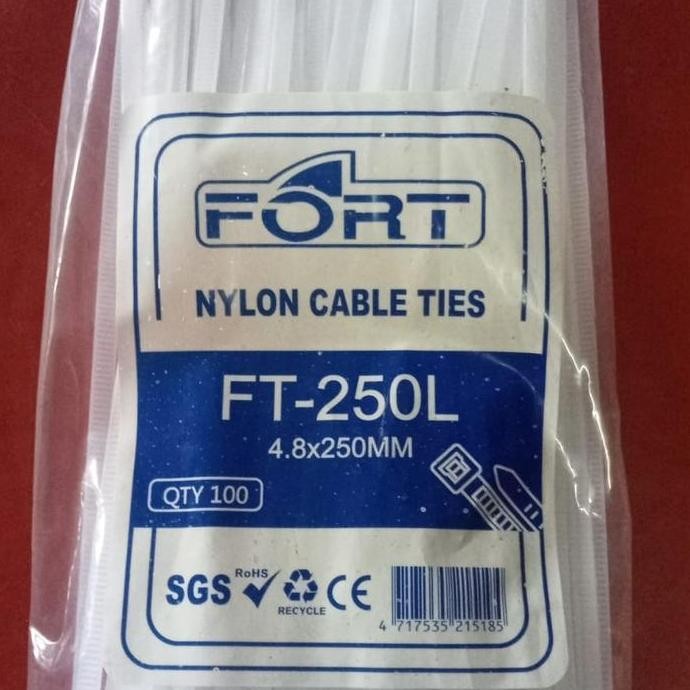 FORT
NYLON CABLE TIES
FT-250L
4.8x250MM
QTY 100
SGS RoHS RECYCLE CE
4 717535 215185